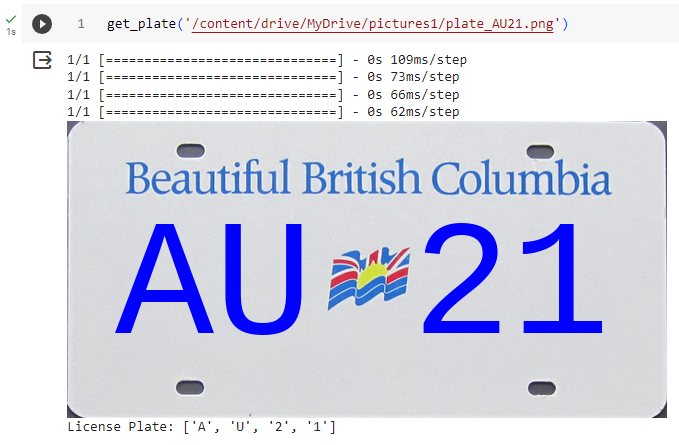 1s
1 get_plate('/content/drive/MyDrive/pictures1/plate_AU21.png')
1/1 [==============================] - 0s 109ms/step
1/1 [==============================] - 0s 73ms/step
1/1 [==============================] - 0s 66ms/step
1/1 [==============================] - 0s 62ms/step
Beautiful British Columbia
AU 21
License Plate: ['A', 'U', '2', '1']